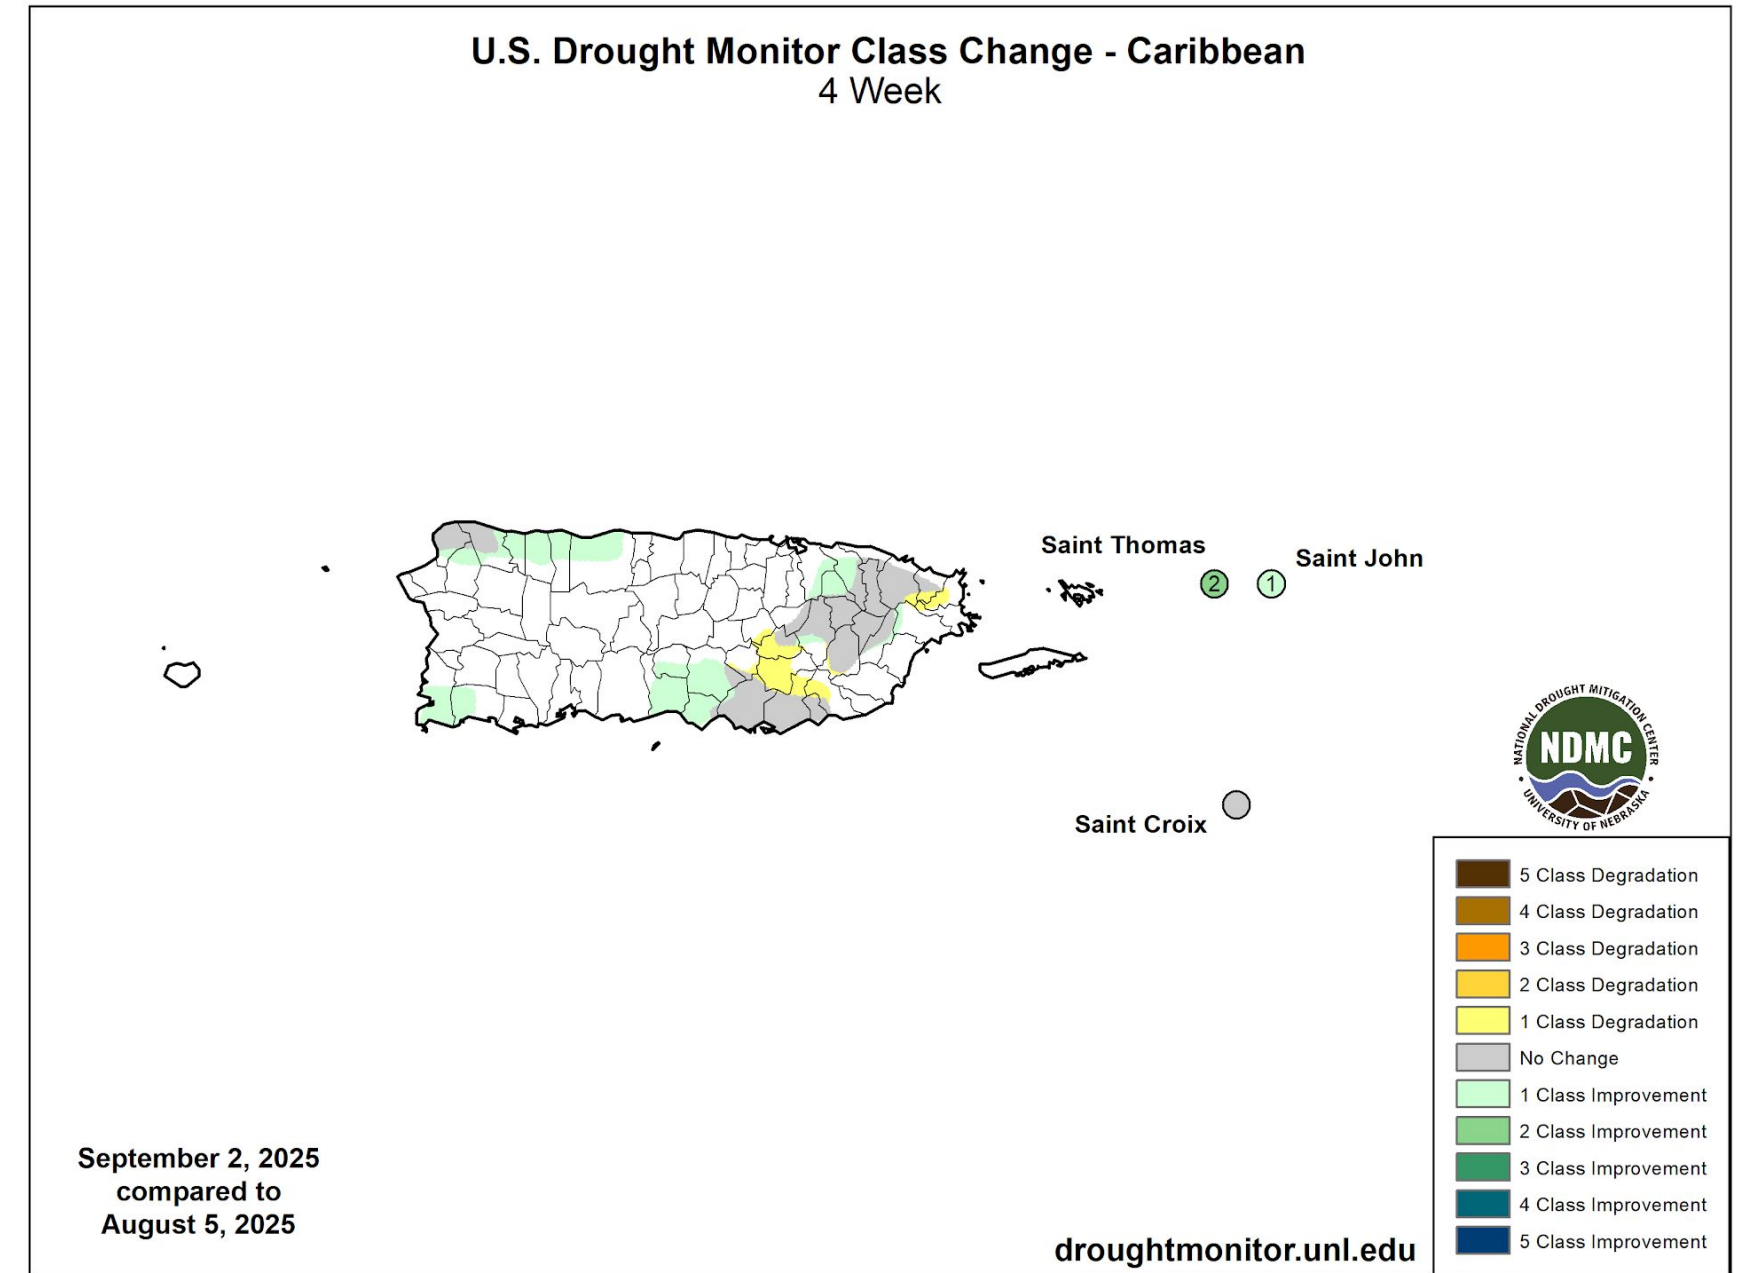 U.S. Drought Monitor Class Change - Caribbean
4 Week
Saint Thomas
Saint John
2
1
Saint Croix
NATIONAL DROUGHT MITIGATION CENTER
NDMC
UNIVERSITY OF NEBRASKA
5 Class Degradation
4 Class Degradation
3 Class Degradation
2 Class Degradation
1 Class Degradation
No Change
1 Class Improvement
2 Class Improvement
3 Class Improvement
4 Class Improvement
5 Class Improvement
September 2, 2025
compared to
August 5, 2025
droughtmonitor.unl.edu